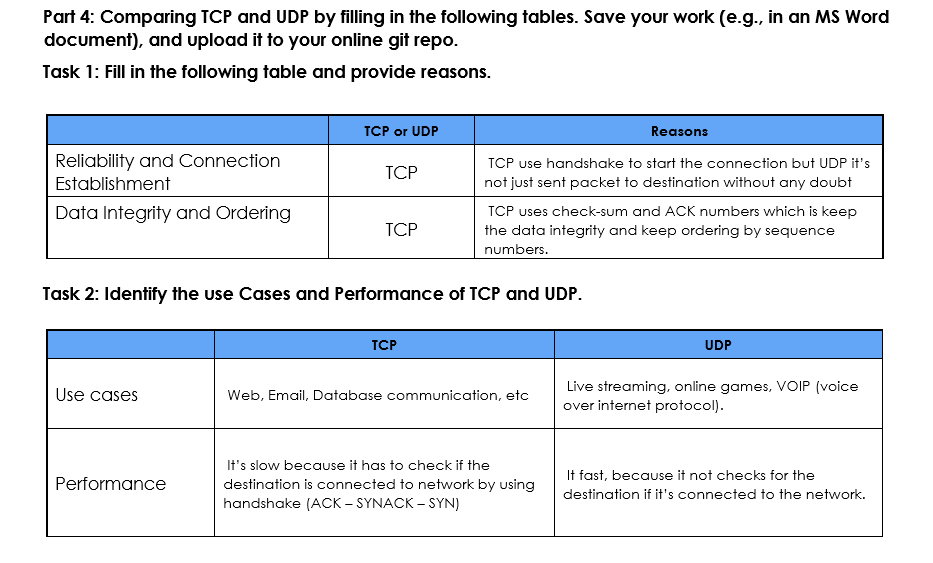 Part 4: Comparing TCP and UDP by filling in the following tables. Save your work (e.g., in an MS Word
document), and upload it to your online git repo.
Task 1: Fill in the following table and provide reasons.
TCP or UDP
Reasons
Reliability and Connection
Establishment
TCP
TCP use handshake to start the connection but UDP it's
not just sent packet to destination without any doubt
Data Integrity and Ordering
TCP
TCP uses check-sum and ACK numbers which is keep
the data integrity and keep ordering by sequence
numbers.
Task 2: Identify the use Cases and Performance of TCP and UDP.
TCP
UDP
Use cases
Web, Email, Database communication, etc
Live streaming, online games, VOIP (voice
over internet protocol).
Performance
It's slow because it has to check if the
destination is connected to network by using
handshake (ACK – SYNACK – SYN)
It fast, because it not checks for the
destination if it's connected to the network.